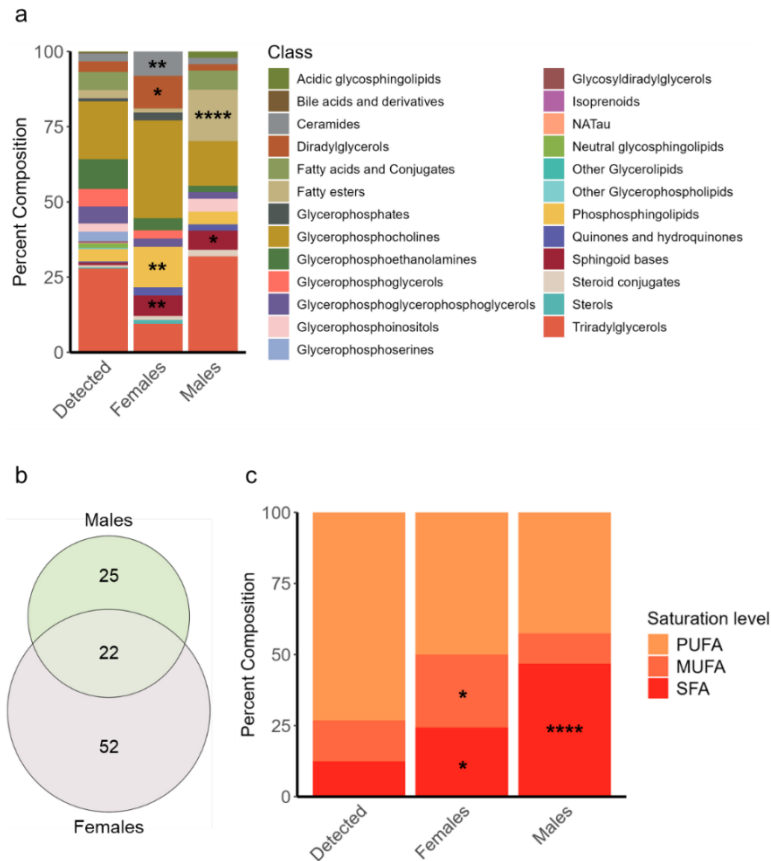 a
100
75
50
25
0
Percent Composition
**
*
**
**
****
*
Detected
Females
Males
Class
Acidic glycosphingolipids
Bile acids and derivatives
Ceramides
Diradylglycerols
Fatty acids and Conjugates
Fatty esters
Glycerophosphates
Glycerophosphocholines
Glycerophosphoethanolamines
Glycerophosphoglycerols
Glycerophosphoglycerophosphoglycerols
Glycerophosphoinositols
Glycerophosphoserines
Glycosyldiradylglycerols
Isoprenoids
NATau
Neutral glycosphingolipids
Other Glycerolipids
Other Glycerophospholipids
Phosphosphingolipids
Quinones and hydroquinones
Sphingoid bases
Steroid conjugates
Sterols
Triradylglycerols
b
Males
25
22
52
Females
c
100
75
50
25
0
Percent Composition
*
*
****
Detected
Females
Males
Saturation level
PUFA
MUFA
SFA